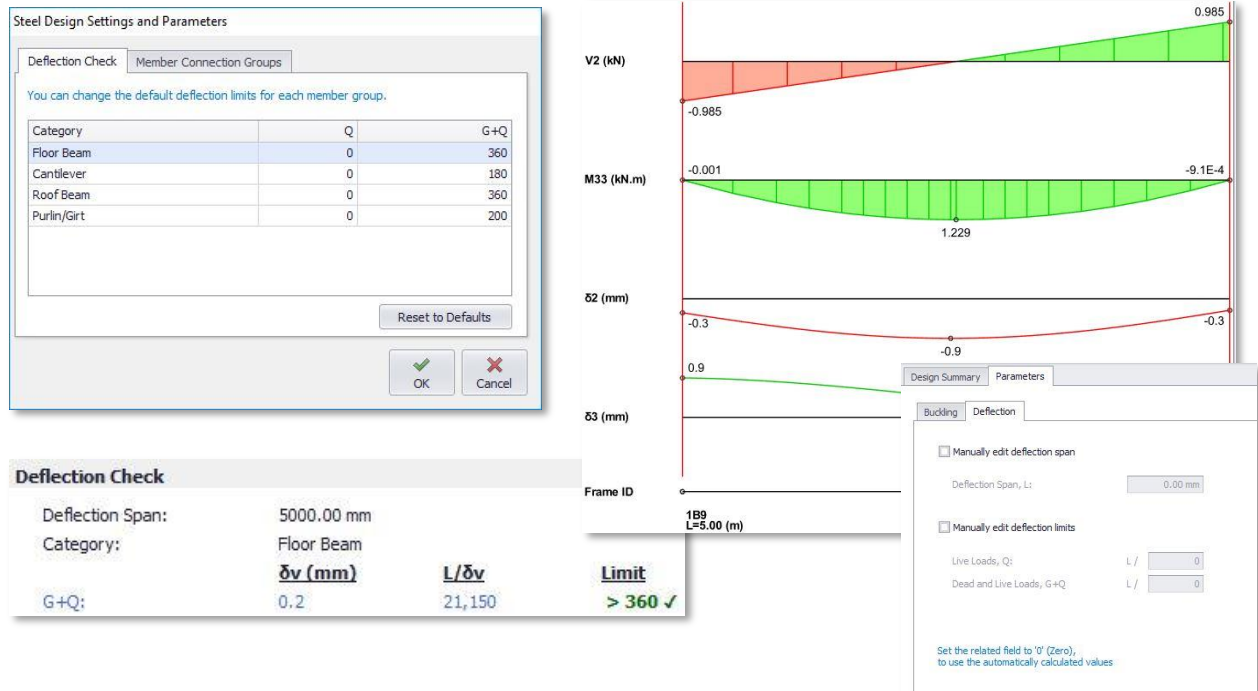 Steel Design Settings and Parameters
Deflection Check Member Connection Groups
You can change the default deflection limits for each member group.
Category Q G+Q
Floor Beam 0 360
Cantilever 0 180
Roof Beam 0 360
Purlin/Girt 0 200
Reset to Defaults
OK Cancel
0.985
V2 (kN)
-0.985
-0.001 -9.1E-4
M33 (kN.m)
1.229
δ2 (mm)
-0.3 -0.3
-0.9
0.9
δ3 (mm)
Frame ID
1B9
L=5.00 (m)
Deflection Check
Deflection Span: 5000.00 mm
Category: Floor Beam
δv (mm) L/δv Limit
G+Q: 0.2 21,150 > 360 ✓
Design Summary Parameters
Buckling Deflection
Manually edit deflection span
Deflection Span, L: 0.00 mm
Manually edit deflection limits
Live Loads, Q: L / 0
Dead and Live Loads, G+Q L / 0
Set the related field to '0' (Zero),
to use the automatically calculated values